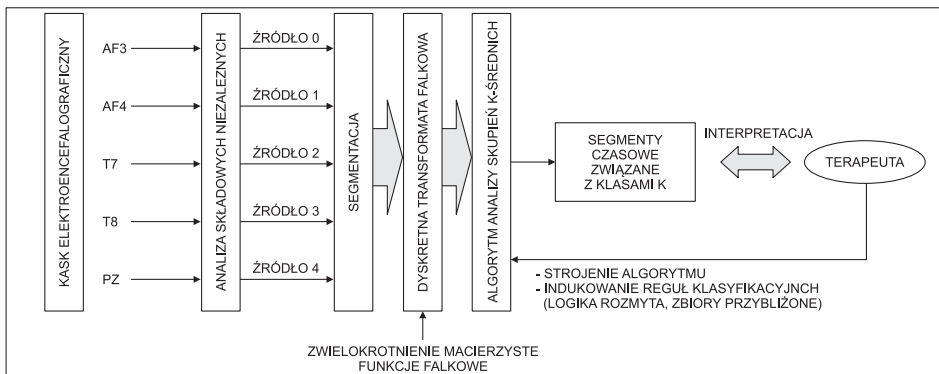 KASK ELEKTROENCEFALOGRAFICZNY
AF3
AF4
T7
T8
PZ
ANALIZA SKŁADOWYCH NIEZALEZNYCH
ŹRÓDŁO 0
ŹRÓDŁO 1
ŹRÓDŁO 2
ŹRÓDŁO 3
ŹRÓDŁO 4
SEGMENTACJA
DYSKRETNA TRANSFORMATA FALKOWA
ZWIELOKROTNIENIE MACIERZYSTE
FUNKCJE FALKOWE
ALGORYTM ANALIZY SKUPIEŃ K-ŚREDNICH
SEGMENTY
CZASOWE
ZWIĄZANE
Z KLASAMI K
INTERPRETACJA
TERAPEUTA
- STROJENIE ALGORYTMU
- INDUKOWANIE REGUŁ KLASYFIKACYJNCH
(LOGIKA ROZMYTA, ZBIORY PRZYBLIŻONE)